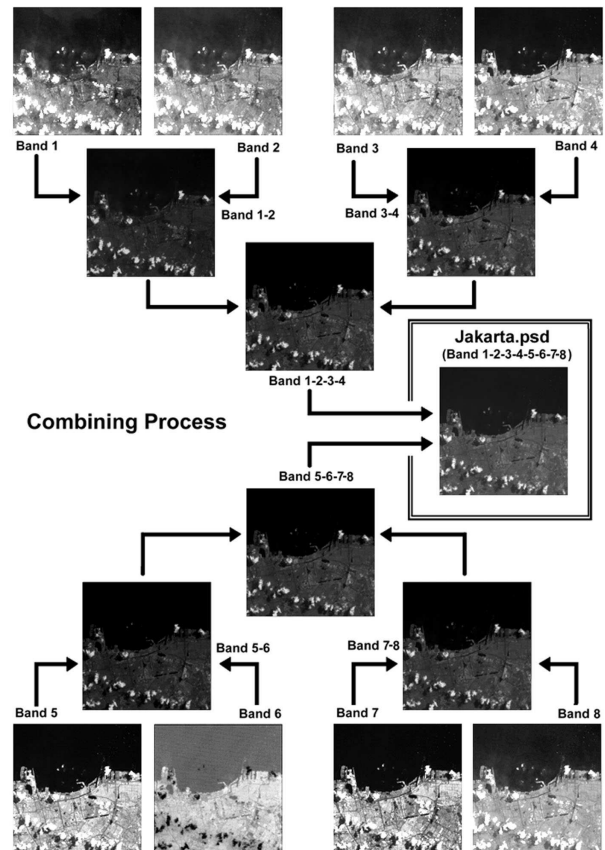 Band 1
Band 2
Band 3
Band 4
Band 1-2
Band 3-4
Jakarta.psd
(Band 1-2-3-4-5-6-7-8)
Band 1-2-3-4
Combining Process
Band 5-6-7-8
Band 5-6
Band 7-8
Band 5
Band 6
Band 7
Band 8